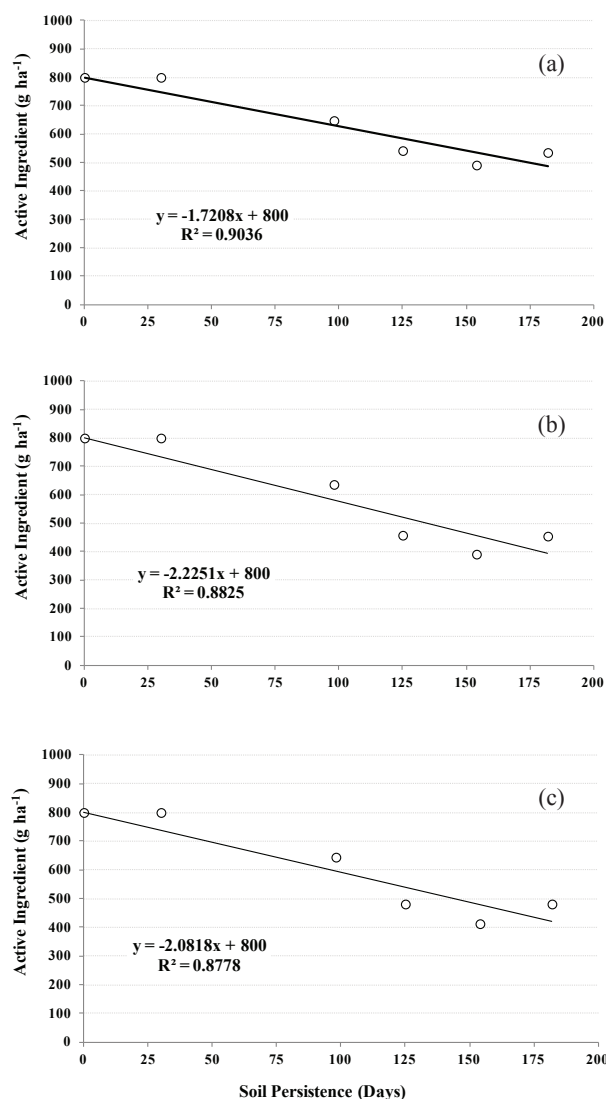 (a)
Active Ingredient (g ha⁻¹)
1000
900
800
700
600
500
400
300
200
100
0
y = -1.7208x + 800
R² = 0.9036
0 25 50 75 100 125 150 175 200
(b)
Active Ingredient (g ha⁻¹)
1000
900
800
700
600
500
400
300
200
100
0
y = -2.2251x + 800
R² = 0.8825
0 25 50 75 100 125 150 175 200
(c)
Active Ingredient (g ha⁻¹)
1000
900
800
700
600
500
400
300
200
100
0
y = -2.0818x + 800
R² = 0.8778
0 25 50 75 100 125 150 175 200
Soil Persistence (Days)